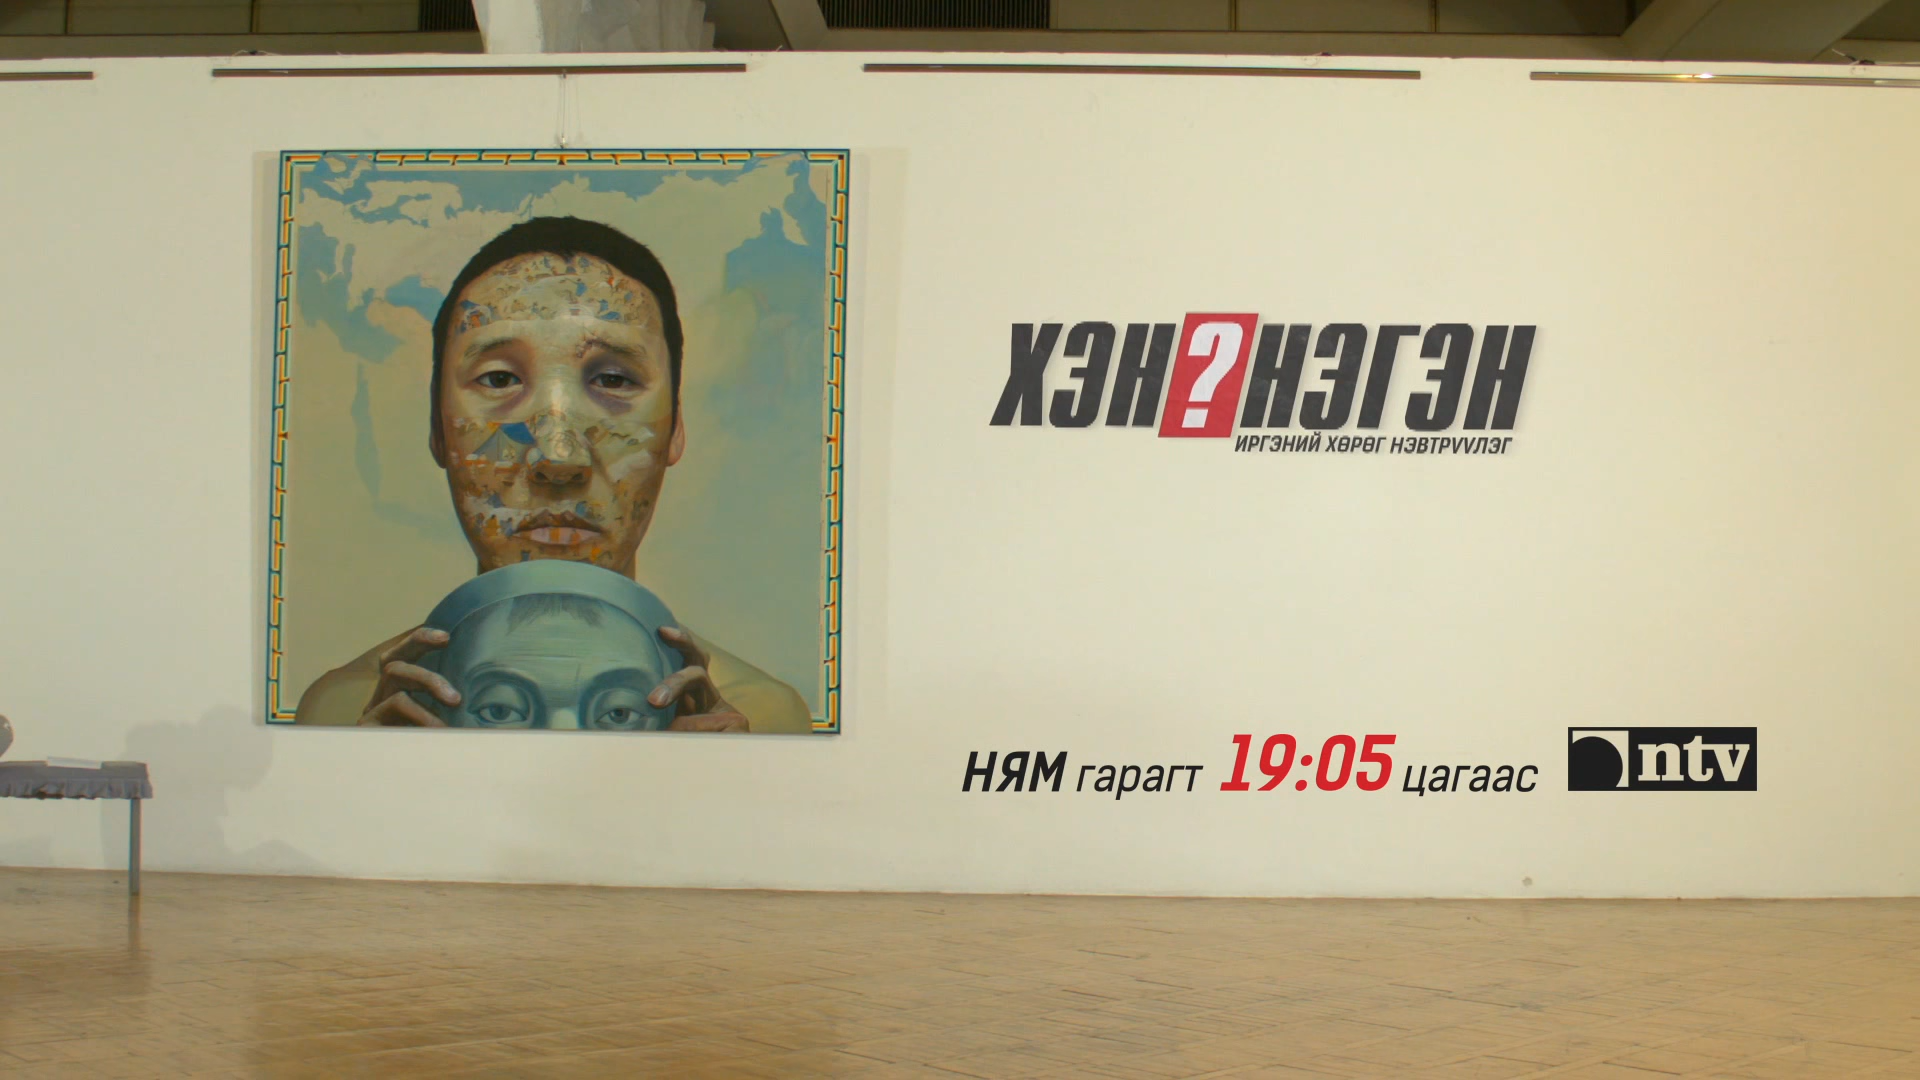 ХЭН?НЭГЭН
ИРГЭНИЙ ХӨРӨГ НЭВТРҮҮЛЭГ
НЯМ гарагт 19:05 цагаас ntv